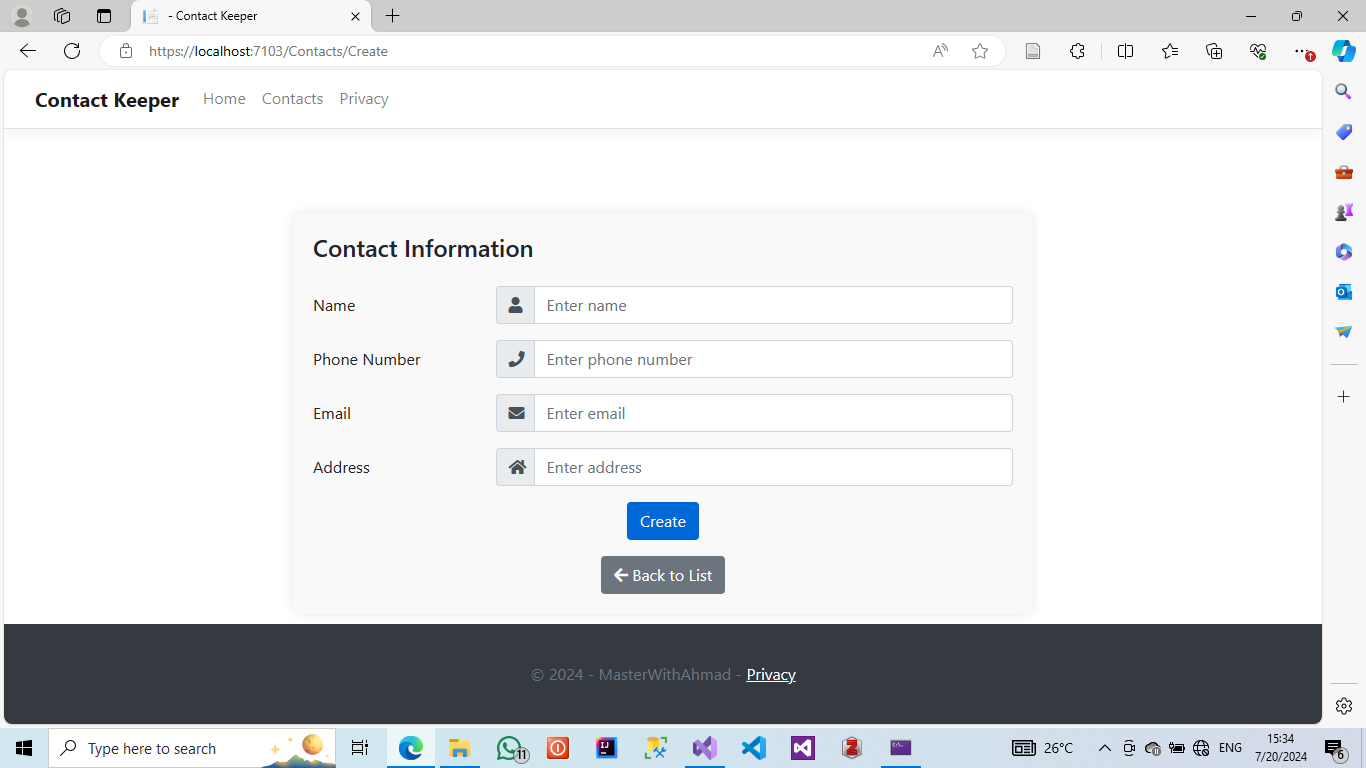 - Contact Keeper
https://localhost:7103/Contacts/Create
Contact Keeper Home Contacts Privacy
Contact Information
Name Enter name
Phone Number Enter phone number
Email Enter email
Address Enter address
Create
Back to List
© 2024 - MasterWithAhmad - Privacy
Type here to search
11
26°C
ENG
15:34
7/20/2024
6